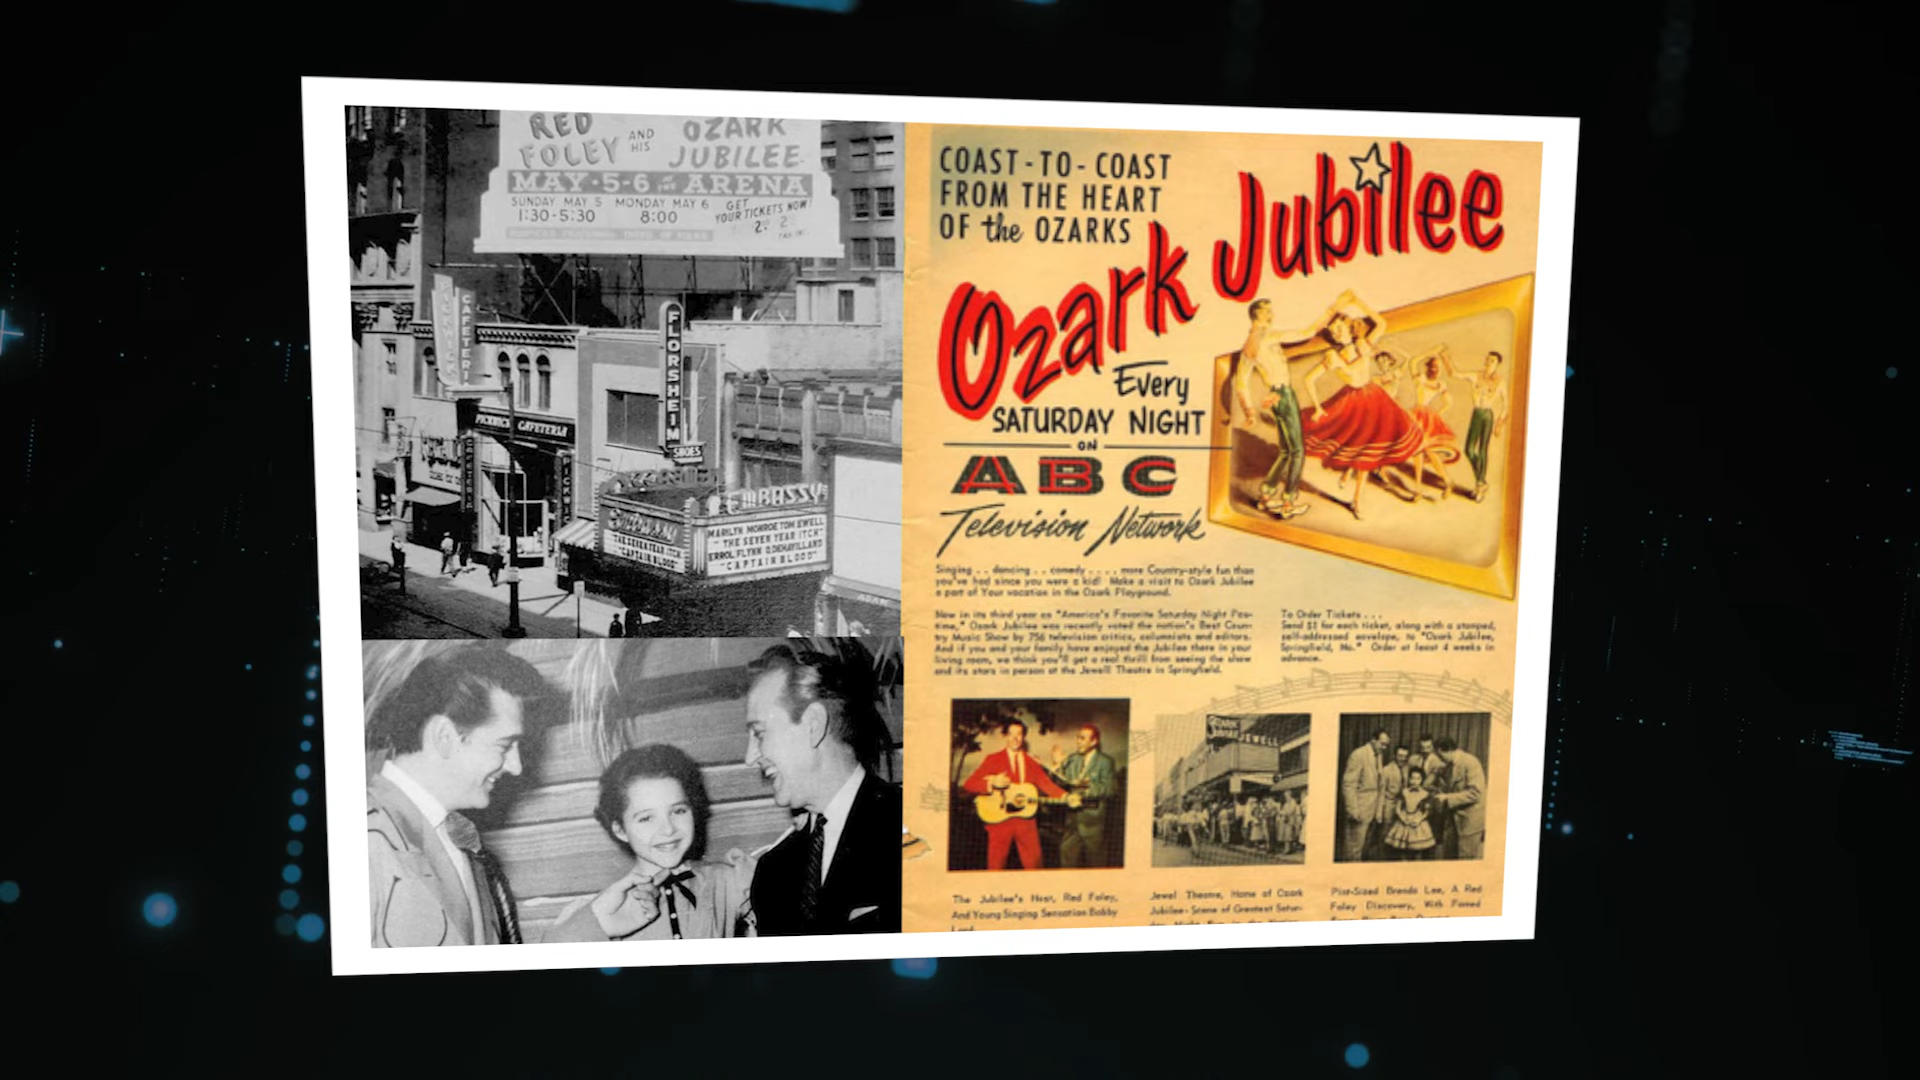 RED FOLEY AND HIS OZARK JUBILEE
MAY·5-6 at the ARENA
SUNDAY MAY 5 MONDAY MAY 6
1:30-5:30 8:00
GET YOUR TICKETS NOW!
CAFETERIA
PICKWICK CAFETERIA
FLORSHEIM
SHOES
EMBASSY
MARILYN MONROE TOM EWELL
"THE SEVEN YEAR ITCH"
ERROL FLYNN O.DEHAVILLAND
"CAPTAIN BLOOD"
THE SEVEN YEAR ITCH
"CAPTAIN BLOOD"
COAST-TO-COAST
FROM THE HEART
OF the OZARKS
Ozark Jubilee
Every
SATURDAY NIGHT
ON
ABC
Television Network
Singing . . dancing . . comedy . . . . more Country-style fun than
you've had since you were a kid! Make a visit to Ozark Jubilee
a part of Your vacation in the Ozark Playground.
Now in its third year as "America's Favorite Saturday Night Pas-
time," Ozark Jubilee was recently voted the nation's Best Coun-
try Music Show by 756 television critics, columnists and editors.
And if you and your family have enjoyed the Jubilee there in your
living room, we think you'll get a real thrill from seeing the show
and its stars in person at the Jewell Theatre in Springfield.
To Order Tickets . . .
Send $1 for each ticket, along with a stamped,
self-addressed envelope, to "Ozark Jubilee,
Springfield, Mo." Order at least 4 weeks in
advance.
JEWELL
The Jubilee's Host, Red Foley,
And Young Singing Sensation Bobby
Lord
Jewel Theatre, Home of Ozark
Jubilee-Scene of Greatest Satur-
day Night
Pint-Sized Brenda Lee, A Red
Foley Discovery, With Famed